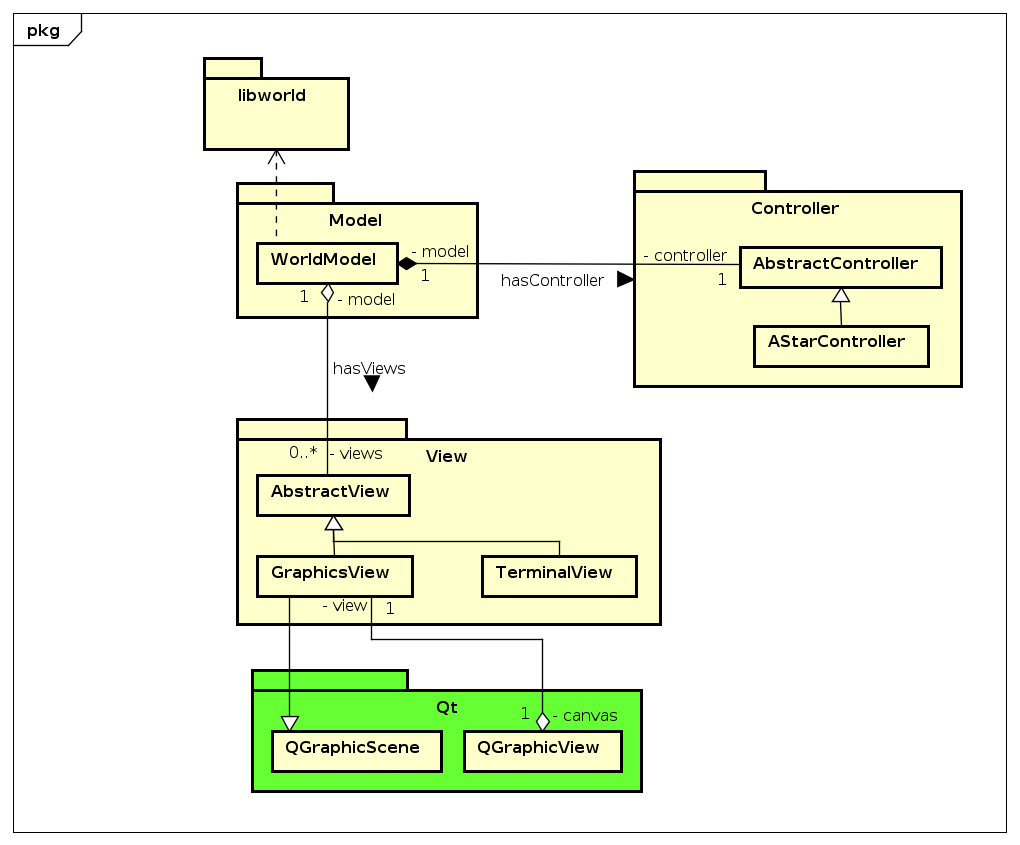 pkg
libworld
Model
Controller
- model
- controller
WorldModel
AbstractController
1
hasController
1
1
- model
AStarController
hasViews
0..*
- views
View
AbstractView
GraphicsView
TerminalView
- view
1
Qt
1
- canvas
QGraphicScene
QGraphicView